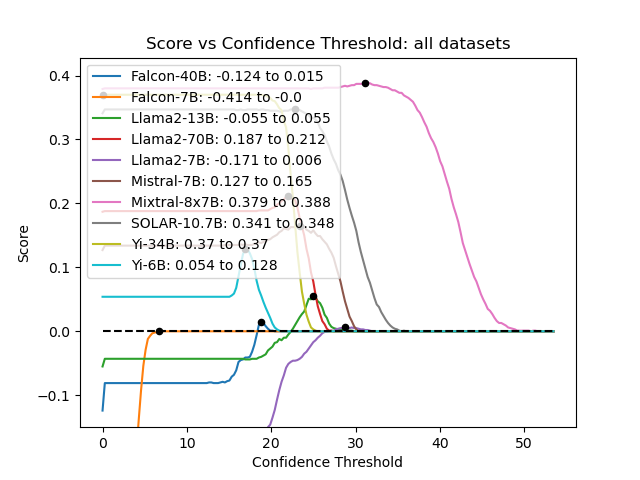 Score vs Confidence Threshold: all datasets
Falcon-40B: -0.124 to 0.015
Falcon-7B: -0.414 to -0.0
Llama2-13B: -0.055 to 0.055
Llama2-70B: 0.187 to 0.212
Llama2-7B: -0.171 to 0.006
Mistral-7B: 0.127 to 0.165
Mixtral-8x7B: 0.379 to 0.388
SOLAR-10.7B: 0.341 to 0.348
Yi-34B: 0.37 to 0.37
Yi-6B: 0.054 to 0.128
Score
0.4
0.3
0.2
0.1
0.0
−0.1
0 10 20 30 40 50
Confidence Threshold